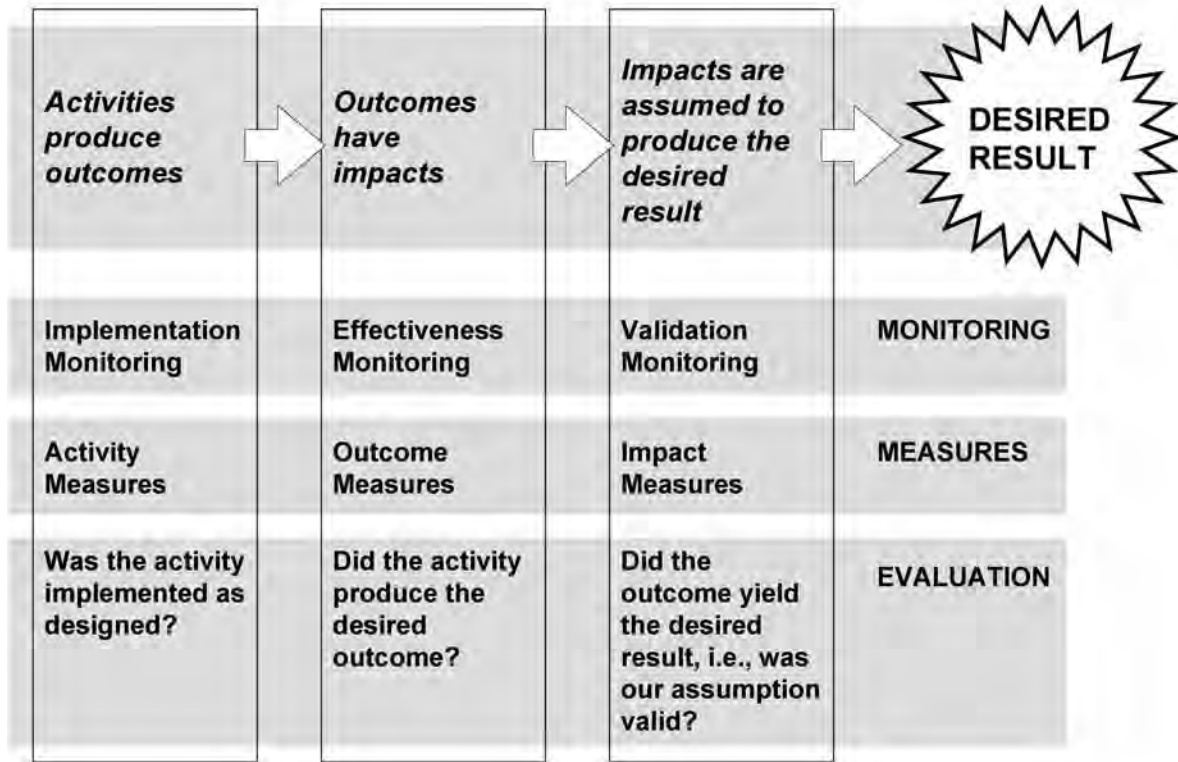 Activities
produce
outcomes
Outcomes
have
impacts
Impacts are
assumed to
produce the
desired
result
DESIRED
RESULT
Implementation
Monitoring
Effectiveness
Monitoring
Validation
Monitoring
MONITORING
Activity
Measures
Outcome
Measures
Impact
Measures
MEASURES
Was the activity
implemented as
designed?
Did the activity
produce the
desired
outcome?
Did the
outcome yield
the desired
result, i.e., was
our assumption
valid?
EVALUATION